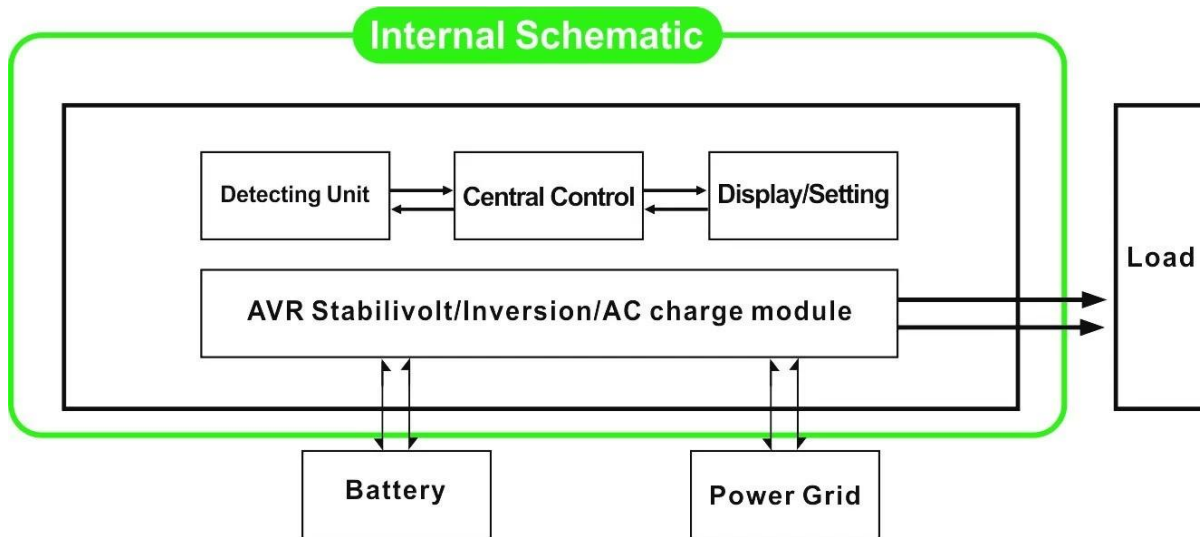 Internal Schematic
Detecting Unit
Central Control
Display/Setting
Load
AVR Stabilivolt/Inversion/AC charge module
Battery
Power Grid